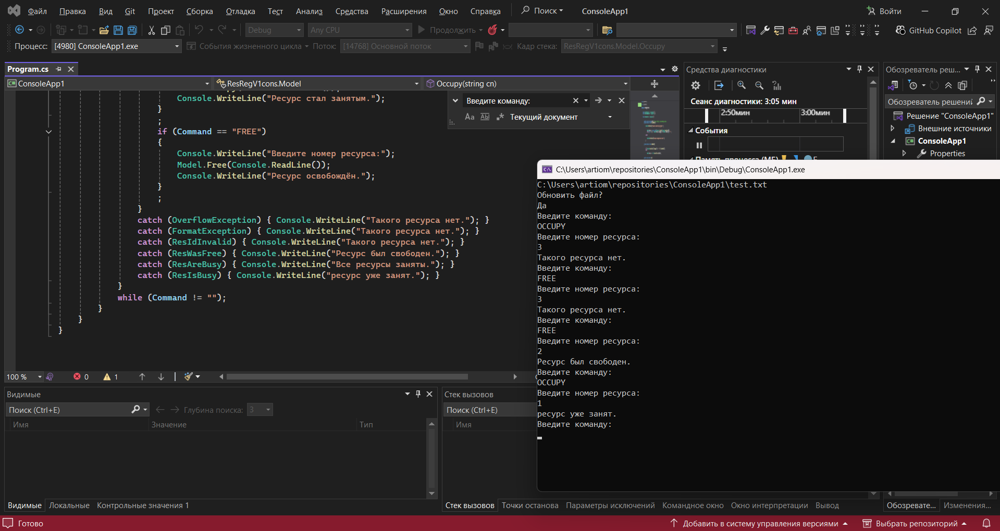 Файл Правка Вид Git Проект Сборка Отладка Тест Анализ Средства Расширения Окно Справка Поиск ConsoleApp1 Войти
Debug Any CPU Продолжить GitHub Copilot
Процесс: [4980] ConsoleApp1.exe События жизненного цикла Поток: [14768] Основной поток Кадр стека: ResRegV1cons.Model.Occupy
Program.cs
C# ConsoleApp1 ResRegV1cons.Model Occupy(string cn)
Console.WriteLine("Ресурс стал занятым.");
}
;
if (Command == "FREE")
{
Console.WriteLine("Введите номер ресурса:");
Model.Free(Console.ReadLine());
Console.WriteLine("Ресурс освобождён.");
}
;
}
catch (OverflowException) { Console.WriteLine("Такого ресурса нет."); }
catch (FormatException) { Console.WriteLine("Такого ресурса нет."); }
catch (ResIdInvalid) { Console.WriteLine("Такого ресурса нет."); }
catch (ResWasFree) { Console.WriteLine("Ресурс был свободен."); }
catch (ResAreBusy) { Console.WriteLine("Все ресурсы заняты."); }
catch (ResIsBusy) { Console.WriteLine("ресурс уже занят."); }
}
while (Command != "");
}
}
}
Введите команду:
Aa Ab .* Текущий документ
100 % 0 1
Средства диагностики
Сеанс диагностики: 3:05 мин
2:50мин 3:00мин
События
Память процесса (МБ)
Обозреватель реш...
Обозреватель решений
Решение "ConsoleApp1"
Внешние источники
C# ConsoleApp1
Properties
C:\Users\artiom\repositories\ConsoleApp1\bin\Debug\ConsoleApp1.exe
C:\Users\artiom\repositories\ConsoleApp1\test.txt
Обновить файл?
Да
Введите команду:
OCCUPY
Введите номер ресурса:
3
Такого ресурса нет.
Введите команду:
FREE
Введите номер ресурса:
3
Такого ресурса нет.
Введите команду:
FREE
Введите номер ресурса:
2
Ресурс был свободен.
Введите команду:
OCCUPY
Введите номер ресурса:
1
ресурс уже занят.
Введите команду:
Видимые
Поиск (Ctrl+E) Глубина поиска: 3
Имя Значение Тип
Видимые Локальные Контрольные значения 1
Стек вызовов
Поиск (Ctrl+E)
Имя
Стек вызовов Точки останова Параметры исключений Командное окно Окно интерпретации Вывод
Обозревате... Изменения...
Готово Добавить в систему управления версиями Выбрать репозиторий